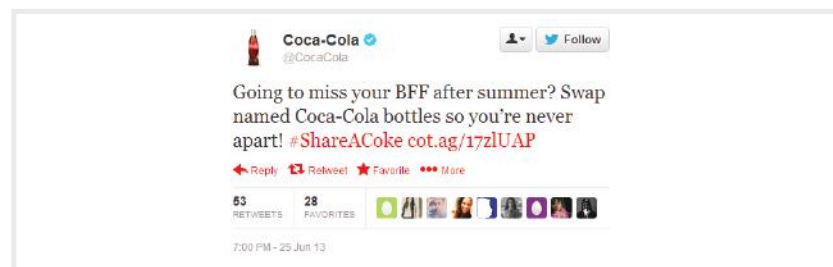 Coca-Cola
Follow
@CocaCola
Going to miss your BFF after summer? Swap
named Coca-Cola bottles so you're never
apart! #ShareACoke cot.ag/17zlUAP
Reply Retweet Favorite More
53 28
RETWEETS FAVORITES
7:00 PM - 25 Jun 13